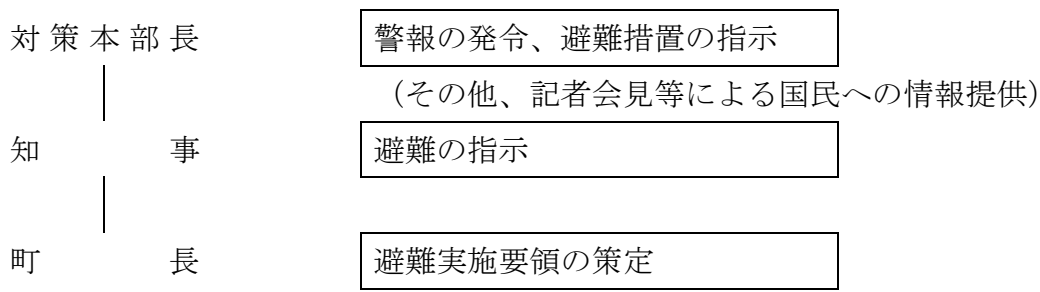 対策本部長 警報の発令、避難措置の指示
（その他、記者会見等による国民への情報提供）
知事 避難の指示
町長 避難実施要領の策定